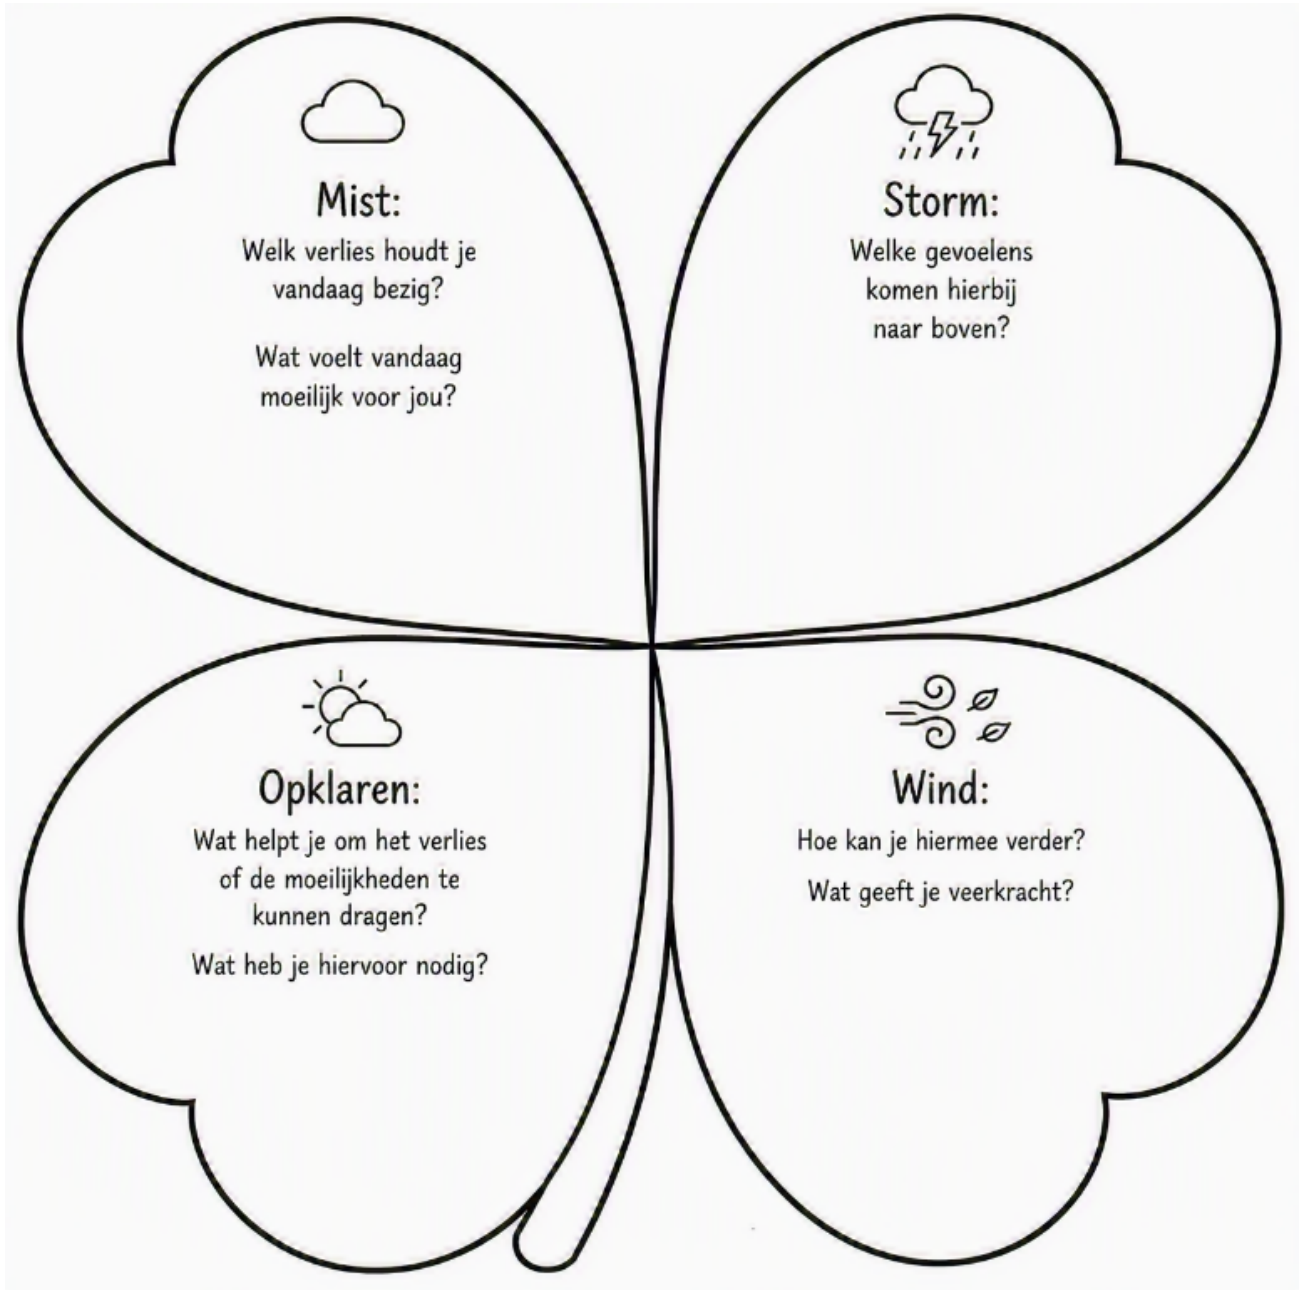 Mist:
Welk verlies houdt je
vandaag bezig?
Wat voelt vandaag
moeilijk voor jou?
Storm:
Welke gevoelens
komen hierbij
naar boven?
Opklaren:
Wat helpt je om het verlies
of de moeilijkheden te
kunnen dragen?
Wat heb je hiervoor nodig?
Wind:
Hoe kan je hiermee verder?
Wat geeft je veerkracht?